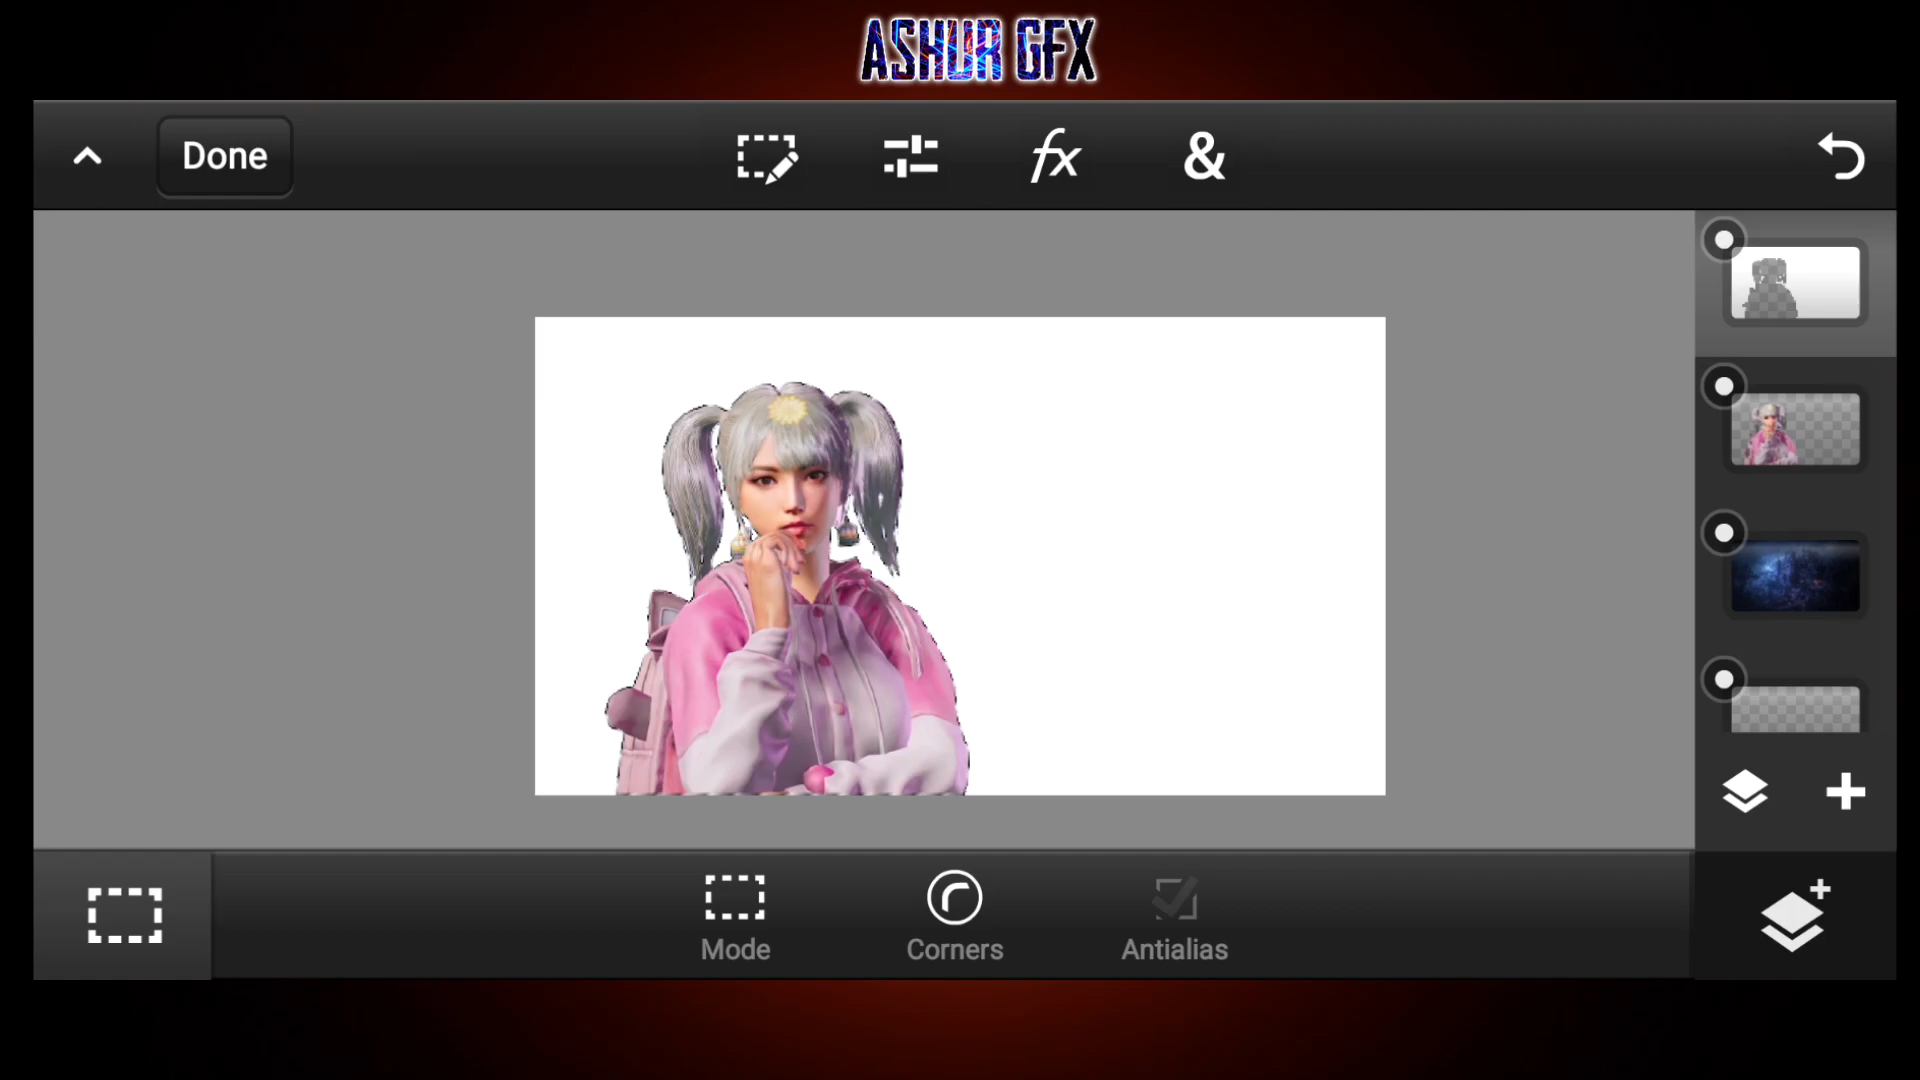 ASHUR GFX
Done
fx
&
Mode
Corners
Antialias